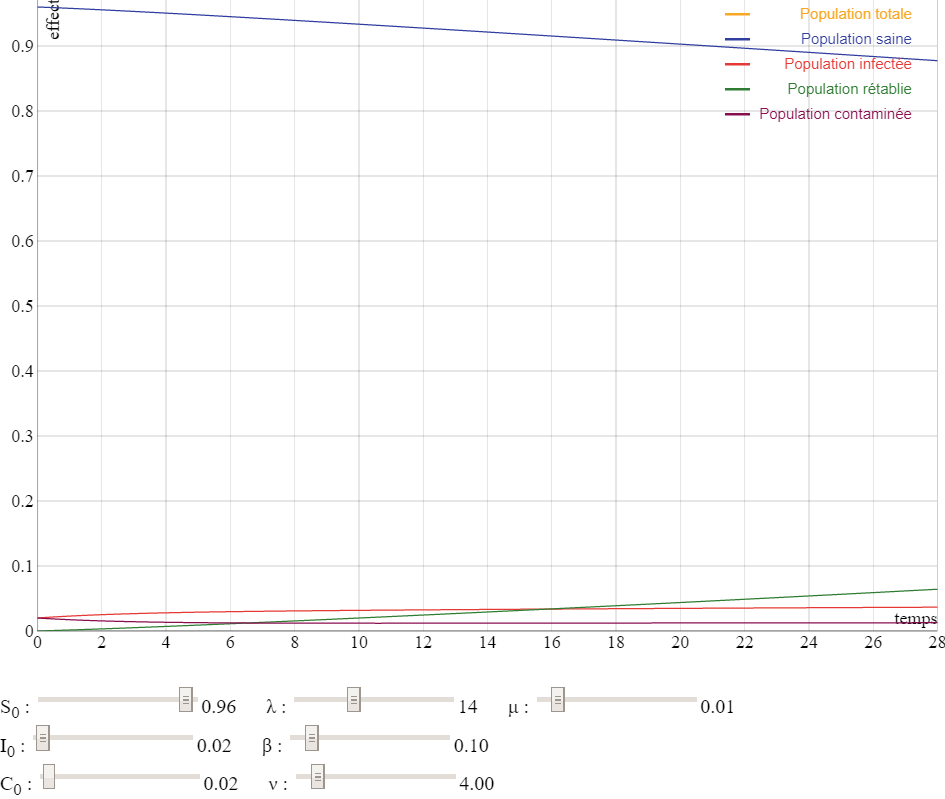 effect
Population totale
Population saine
Population infectée
Population rétablie
Population contaminée
0.9
0.8
0.7
0.6
0.5
0.4
0.3
0.2
0.1
0
temps
0 2 4 6 8 10 12 14 16 18 20 22 24 26 28
S0 : 0.96 λ : 14 μ : 0.01
I0 : 0.02 β : 0.10
C0 : 0.02 ν : 4.00